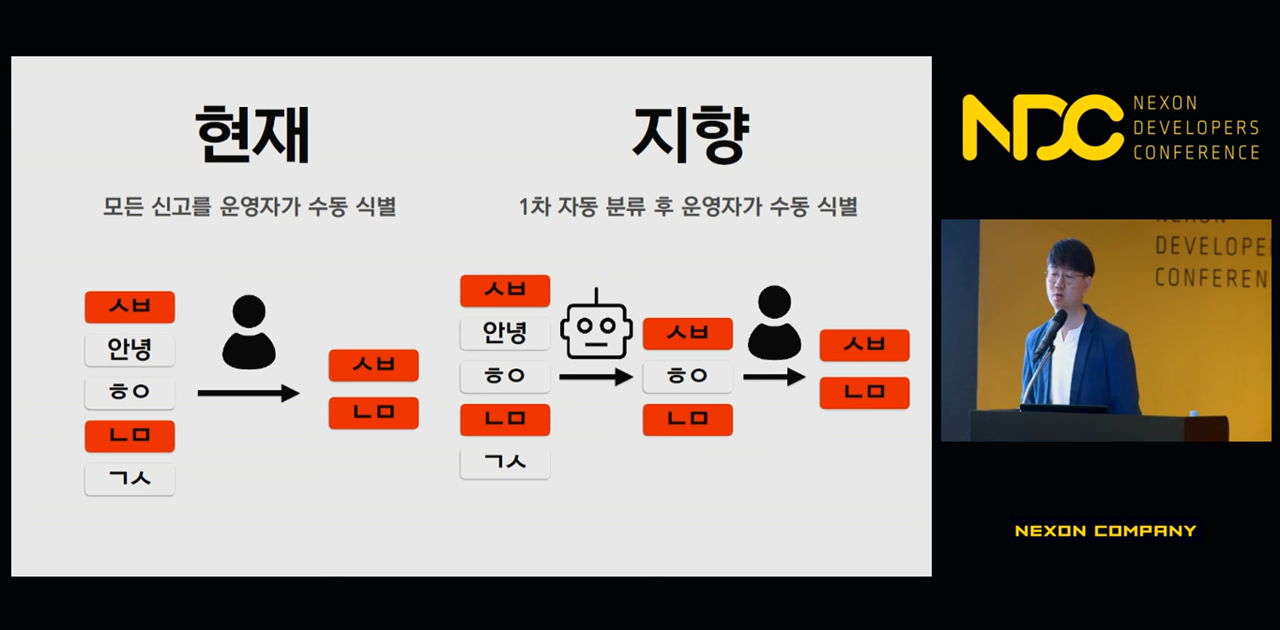 현재
모든 신고를 운영자가 수동 식별
ㅅㅂ
안녕
ㅎㅇ
ㄴㅁ
ㄱㅅ
ㅅㅂ
ㄴㅁ
지향
1차 자동 분류 후 운영자가 수동 식별
ㅅㅂ
안녕
ㅎㅇ
ㄴㅁ
ㄱㅅ
ㅅㅂ
ㅎㅇ
ㄴㅁ
ㅅㅂ
ㄴㅁ
NDC
NEXON
DEVELOPERS
CONFERENCE
NEXON
DEVELOPE
CONFEREN
NEXON COMPANY